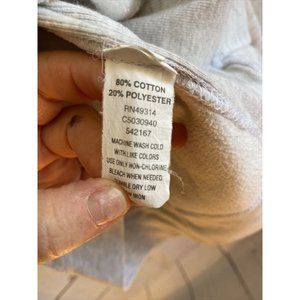 80% COTTON
20% POLYESTER
RN49314
C5030940
542167
MACHINE WASH COLD
WITH LIKE COLORS
USE ONLY NON-CHLORINE
BLEACH WHEN NEEDED
DRY LOW
IRON